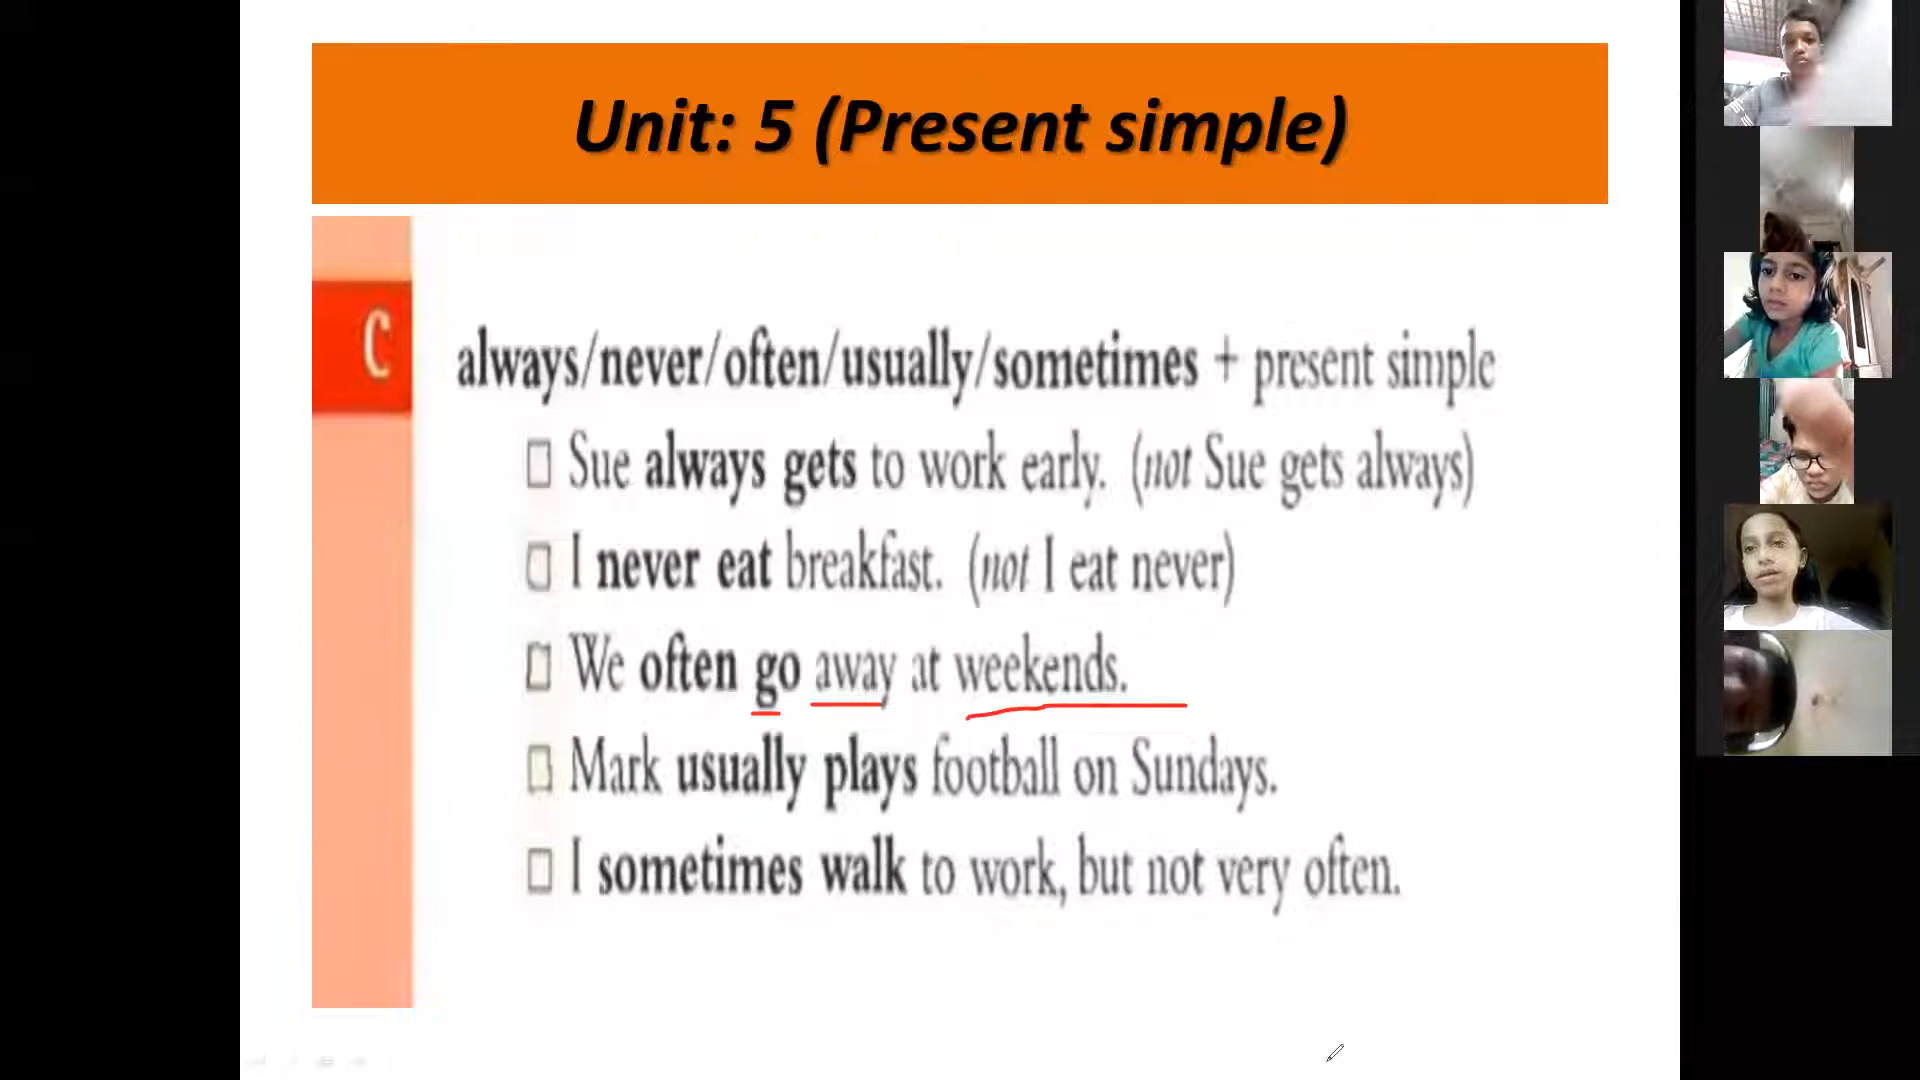 Unit: 5 (Present simple)
C
always/never/often/usually/sometimes + present simple
Sue always gets to work early. (not Sue gets always)
I never eat breakfast. (not I eat never)
We often go away at weekends.
Mark usually plays football on Sundays.
I sometimes walk to work, but not very often.